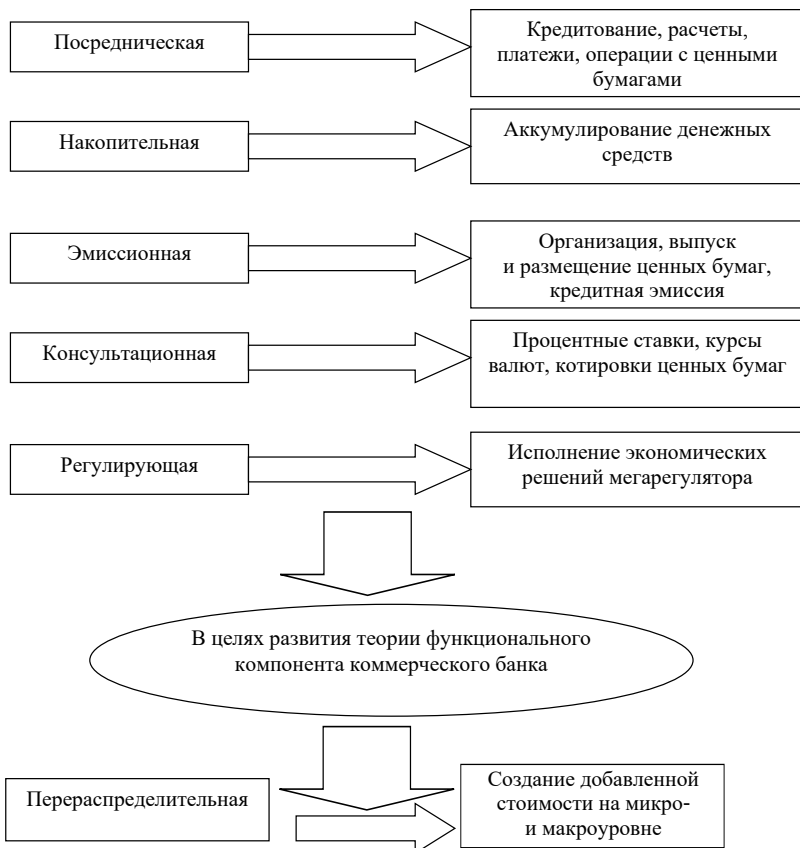 Посредническая
Кредитование, расчеты,
платежи, операции с ценными
бумагами
Накопительная
Аккумулирование денежных
средств
Эмиссионная
Организация, выпуск
и размещение ценных бумаг,
кредитная эмиссия
Консультационная
Процентные ставки, курсы
валют, котировки ценных бумаг
Регулирующая
Исполнение экономических
решений мегарегулятора
В целях развития теории функционального
компонента коммерческого банка
Перераспределительная
Создание добавленной
стоимости на микро-
и макроуровне